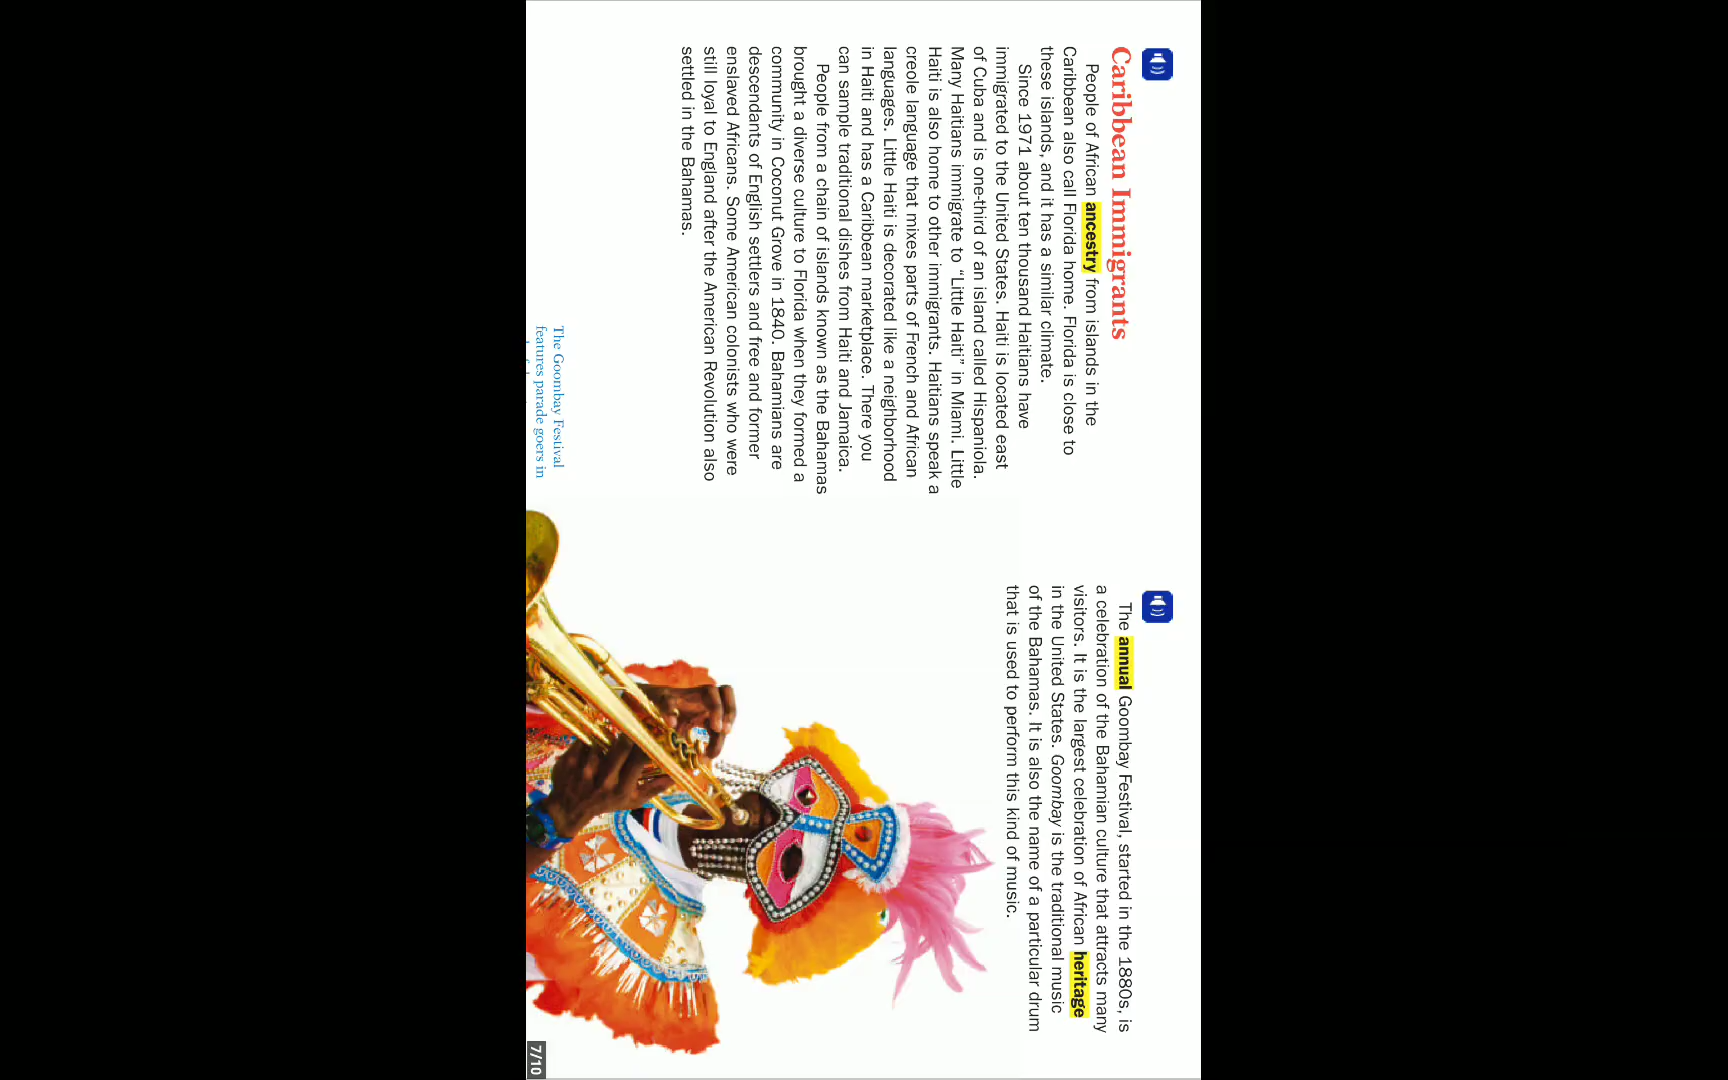 Caribbean Immigrants
People of African ancestry from islands in the
Caribbean also call Florida home. Florida is close to
these islands, and it has a similar climate.
Since 1971 about ten thousand Haitians have
immigrated to the United States. Haiti is located east
of Cuba and is one-third of an island called Hispaniola.
Many Haitians immigrate to “Little Haiti” in Miami. Little
Haiti is also home to other immigrants. Haitians speak a
creole language that mixes parts of French and African
languages. Little Haiti is decorated like a neighborhood
in Haiti and has a Caribbean marketplace. There you
can sample traditional dishes from Haiti and Jamaica.
People from a chain of islands known as the Bahamas
brought a diverse culture to Florida when they formed a
community in Coconut Grove in 1840. Bahamians are
descendants of English settlers and free and former
enslaved Africans. Some American colonists who were
still loyal to England after the American Revolution also
settled in the Bahamas.
The Goombay Festival
features parade goers in
The annual Goombay Festival, started in the 1880s, is
a celebration of the Bahamian culture that attracts many
visitors. It is the largest celebration of African heritage
in the United States. Goombay is the traditional music
of the Bahamas. It is also the name of a particular drum
that is used to perform this kind of music.
7/10